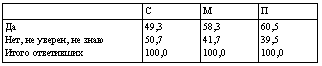 С М П
Да 49,3 58,3 60,5
Нет, не уверен, не знаю 50,7 41,7 39,5
Итого ответивших 100,0 100,0 100,0